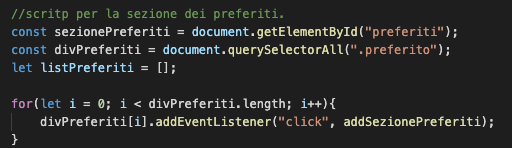 //scritp per la sezione dei preferiti.
const sezionePreferiti = document.getElementById("preferiti");
const divPreferiti = document.querySelectorAll(".preferito");
let listPreferiti = [];
for(let i = 0; i < divPreferiti.length; i++){
divPreferiti[i].addEventListener("click", addSezionePreferiti);
}